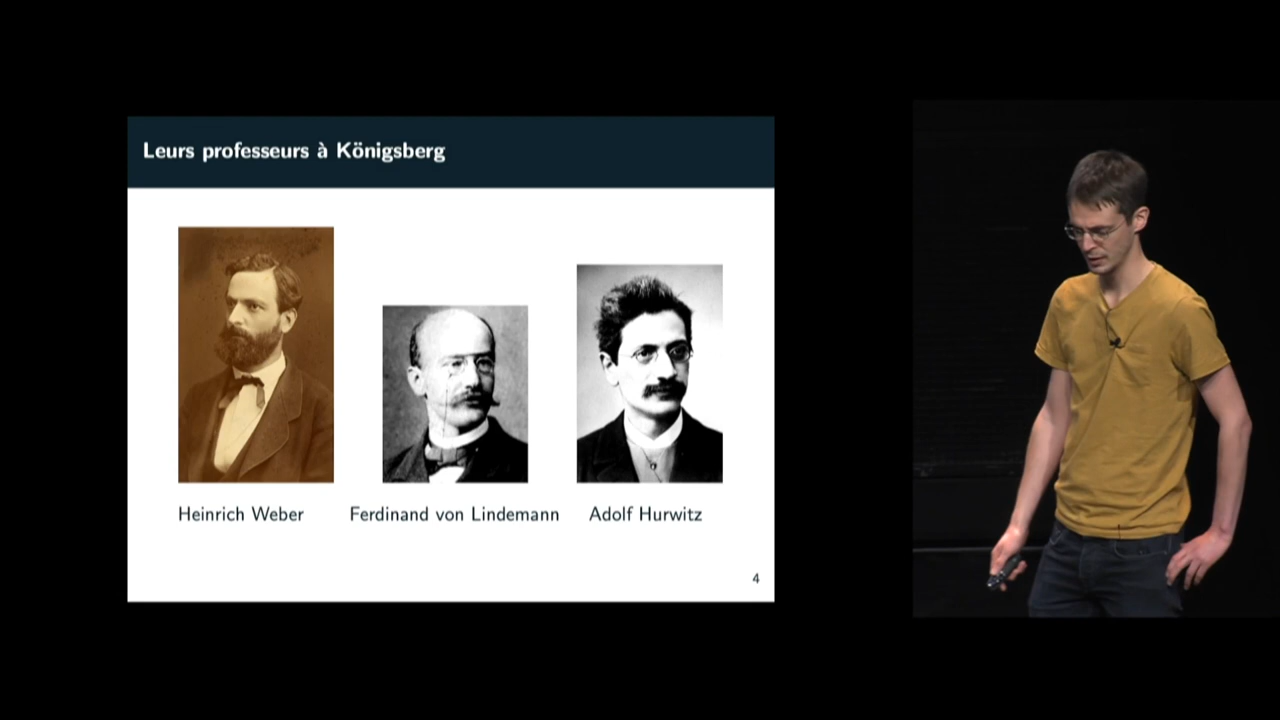 Leurs professeurs à Königsberg
Heinrich Weber
Ferdinand von Lindemann
Adolf Hurwitz
4